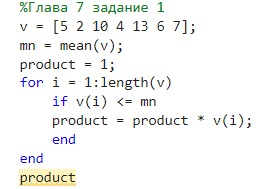 %Глава 7 задание 1
v = [5 2 10 4 13 6 7];
mn = mean(v);
product = 1;
for i = 1:length(v)
    if v(i) <= mn
    product = product * v(i);
    end
end
product